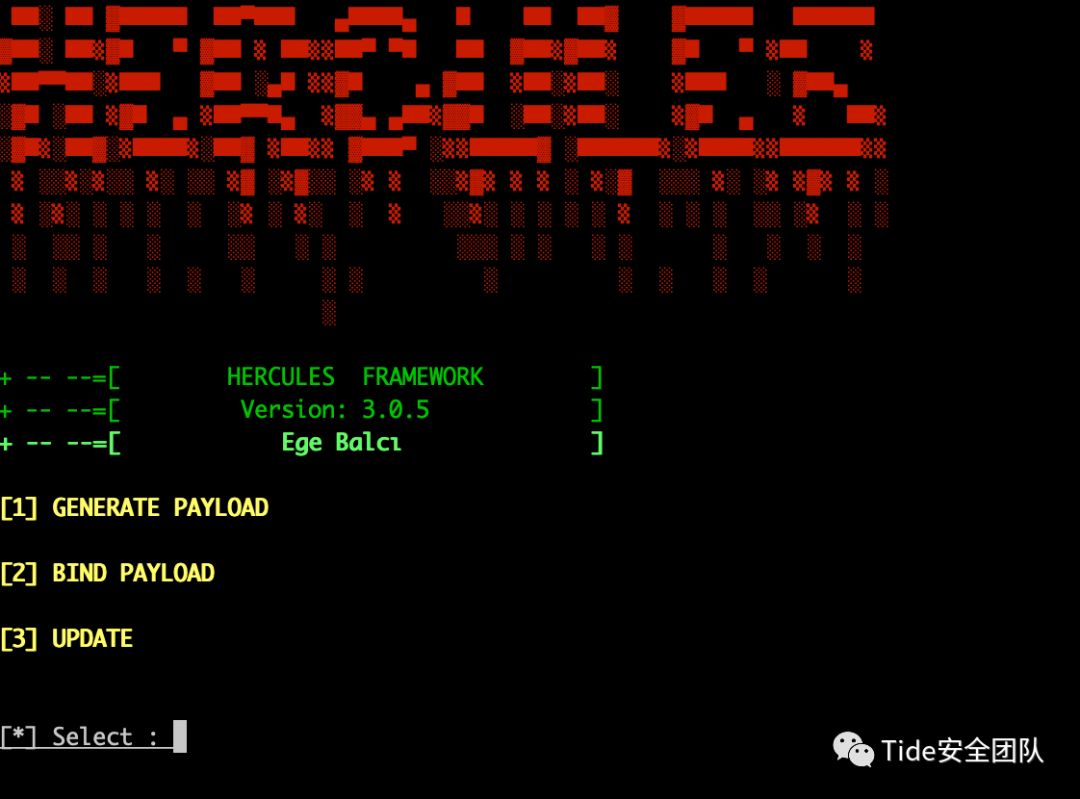 HERCULES
+ -- --=[ HERCULES FRAMEWORK ]
+ -- --=[ Version: 3.0.5 ]
+ -- --=[ Ege Balcı ]
[1] GENERATE PAYLOAD
[2] BIND PAYLOAD
[3] UPDATE
[*] Select :
Tide安全团队